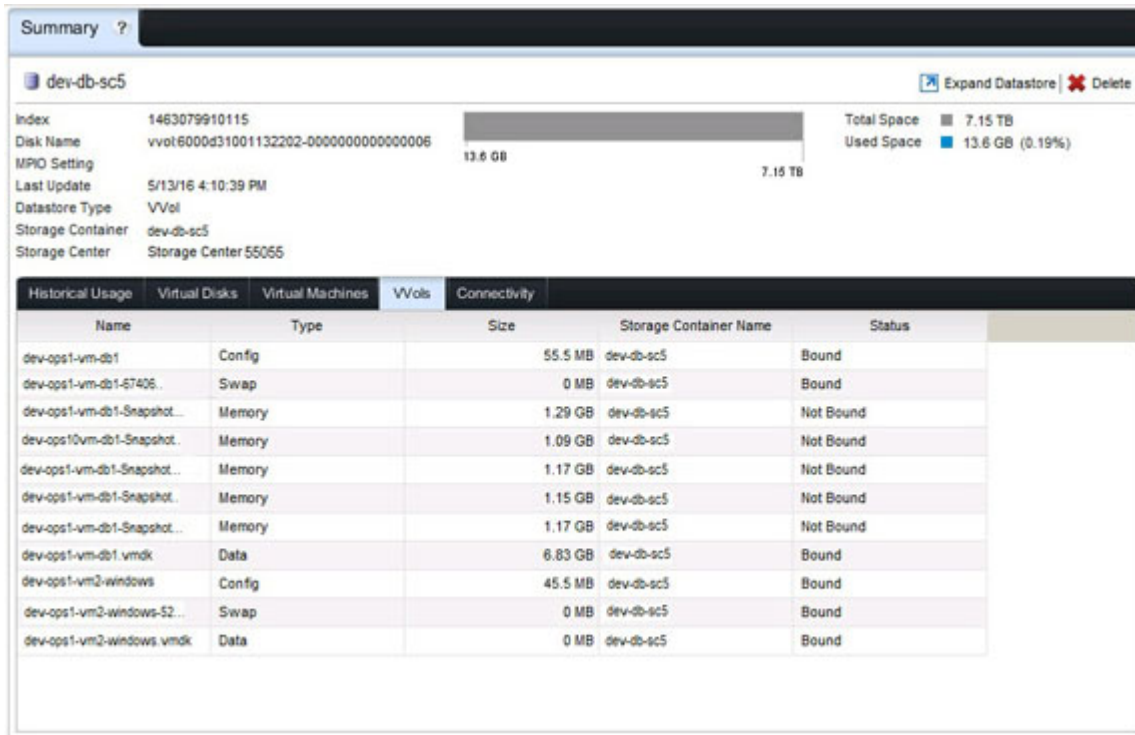 Summary ?
dev-db-sc5
Expand Datastore | Delete
Index 1463079910115
Disk Name vvol:6000d31001132202-0000000000000006
MPIO Setting
Last Update 5/13/16 4:10:39 PM
Datastore Type VVol
Storage Container dev-db-sc5
Storage Center Storage Center 55055
13.6 GB
7.15 TB
Total Space 7.15 TB
Used Space 13.6 GB (0.19%)
Historical Usage Virtual Disks Virtual Machines VVols Connectivity
Name Type Size Storage Container Name Status
dev-ops1-vm-db1 Config 55.5 MB dev-db-sc5 Bound
dev-ops1-vm-db1-67406.. Swap 0 MB dev-db-sc5 Bound
dev-ops1-vm-db1-Snapshot... Memory 1.29 GB dev-db-sc5 Not Bound
dev-ops10vm-db1-Snapshot.. Memory 1.09 GB dev-db-sc5 Not Bound
dev-ops1-vm-db1-Snapshot... Memory 1.17 GB dev-db-sc5 Not Bound
dev-ops1-vm-db1-Snapshot.. Memory 1.15 GB dev-db-sc5 Not Bound
dev-ops1-vm-db1-Snapshot... Memory 1.17 GB dev-db-sc5 Not Bound
dev-ops1-vm-db1.vmdk Data 6.83 GB dev-db-sc5 Bound
dev-ops1-vm2-windows Config 45.5 MB dev-db-sc5 Bound
dev-ops1-vm2-windows-52... Swap 0 MB dev-db-sc5 Bound
dev-ops1-vm2-windows.vmdk Data 0 MB dev-db-sc5 Bound